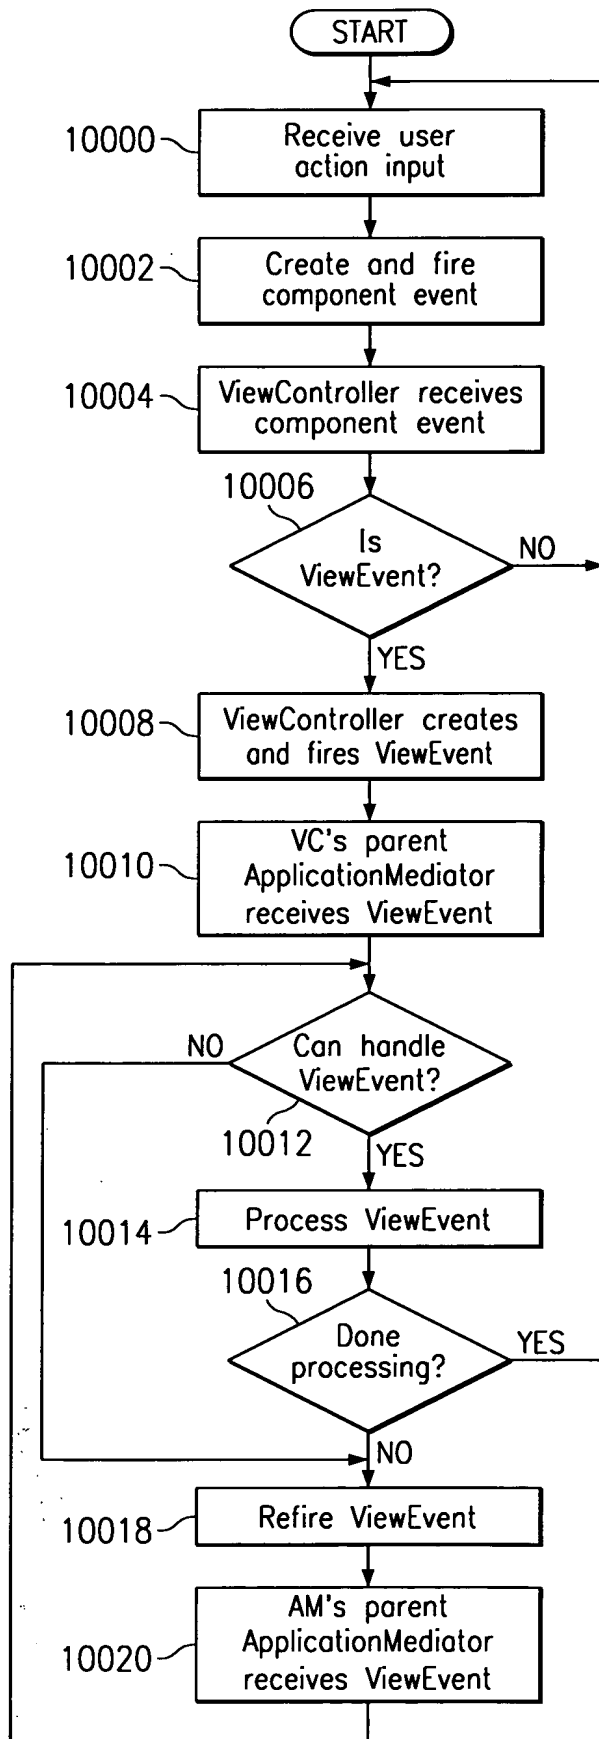 START
10000
Receive user
action input
10002
Create and fire
component event
10004
ViewController receives
component event
10006
Is
ViewEvent?
NO
YES
10008
ViewController creates
and fires ViewEvent
10010
VC's parent
ApplicationMediator
receives ViewEvent
NO
Can handle
ViewEvent?
10012
YES
10014
Process ViewEvent
10016
Done
processing?
YES
NO
10018
Refire ViewEvent
10020
AM's parent
ApplicationMediator
receives ViewEvent